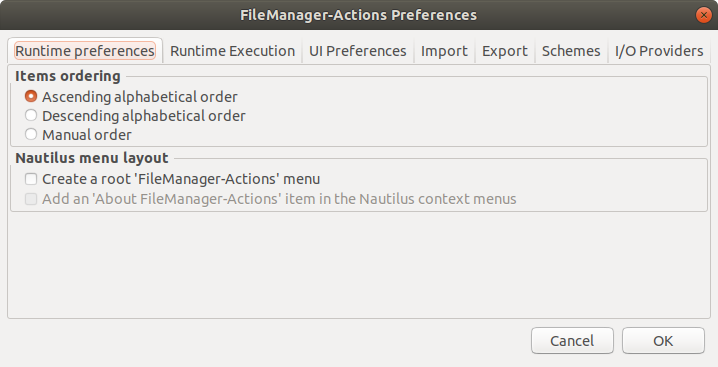 FileManager-Actions Preferences
Runtime preferences Runtime Execution UI Preferences Import Export Schemes I/O Providers
Items ordering
Ascending alphabetical order
Descending alphabetical order
Manual order
Nautilus menu layout
Create a root 'FileManager-Actions' menu
Add an 'About FileManager-Actions' item in the Nautilus context menus
Cancel OK